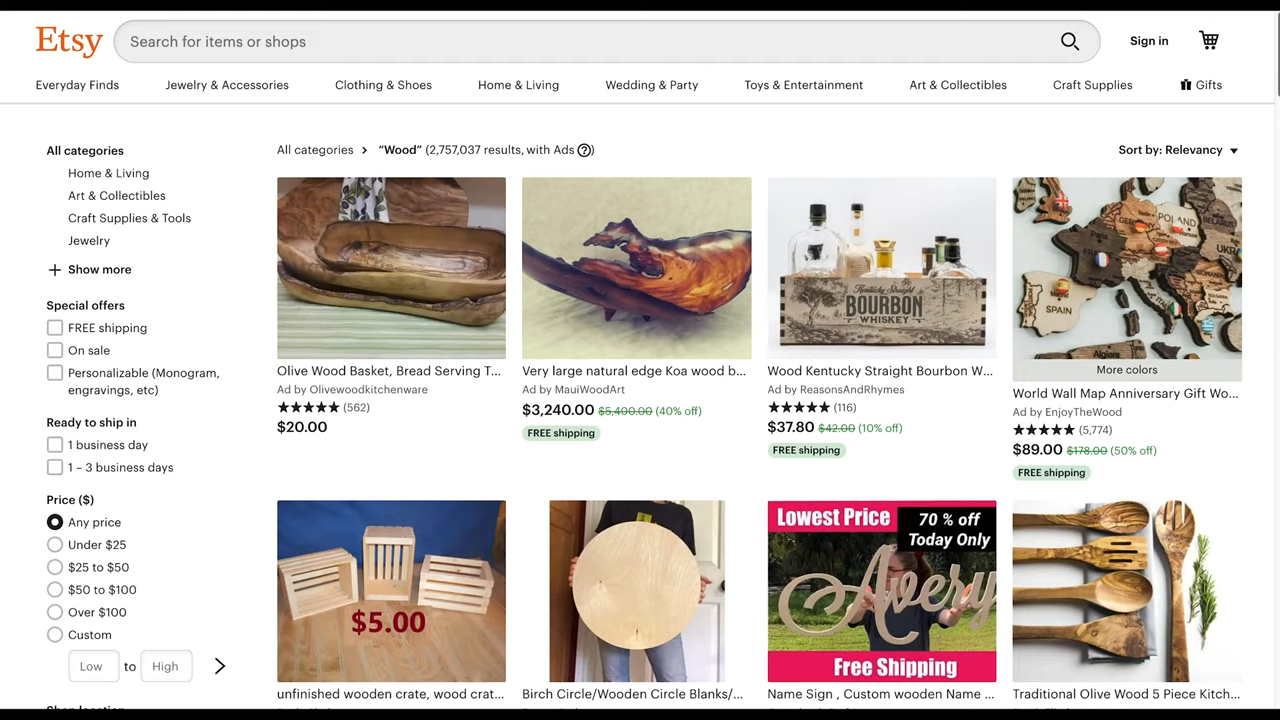 Etsy
Search for items or shops
Sign in
Everyday Finds
Jewelry & Accessories
Clothing & Shoes
Home & Living
Wedding & Party
Toys & Entertainment
Art & Collectibles
Craft Supplies
Gifts
All categories
Home & Living
Art & Collectibles
Craft Supplies & Tools
Jewelry
Show more
Special offers
FREE shipping
On sale
Personalizable (Monogram,
engravings, etc)
Ready to ship in
1 business day
1 – 3 business days
Price ($)
Any price
Under $25
$25 to $50
$50 to $100
Over $100
Custom
Low to High
All categories > “Wood” (2,757,037 results, with Ads ?)
Sort by: Relevancy
Olive Wood Basket, Bread Serving T...
Ad by Olivewoodkitchenware
★★★★★ (562)
$20.00
Very large natural edge Koa wood b...
Ad by MauiWoodArt
$3,240.00 $5,400.00 (40% off)
FREE shipping
Kentucky Straight
BOURBON
WHISKEY
Wood Kentucky Straight Bourbon W...
Ad by ReasonsAndRhymes
★★★★★ (116)
$37.80 $42.00 (10% off)
FREE shipping
POLAND
Paris
SPAIN
Algiers
More colors
World Wall Map Anniversary Gift Wo...
Ad by EnjoyTheWood
★★★★★ (5,774)
$89.00 $178.00 (50% off)
FREE shipping
$5.00
unfinished wooden crate, wood crat...
Birch Circle/Wooden Circle Blanks/...
Lowest Price
70 % off
Today Only
Avery
Free Shipping
Name Sign , Custom wooden Name ...
Traditional Olive Wood 5 Piece Kitch...